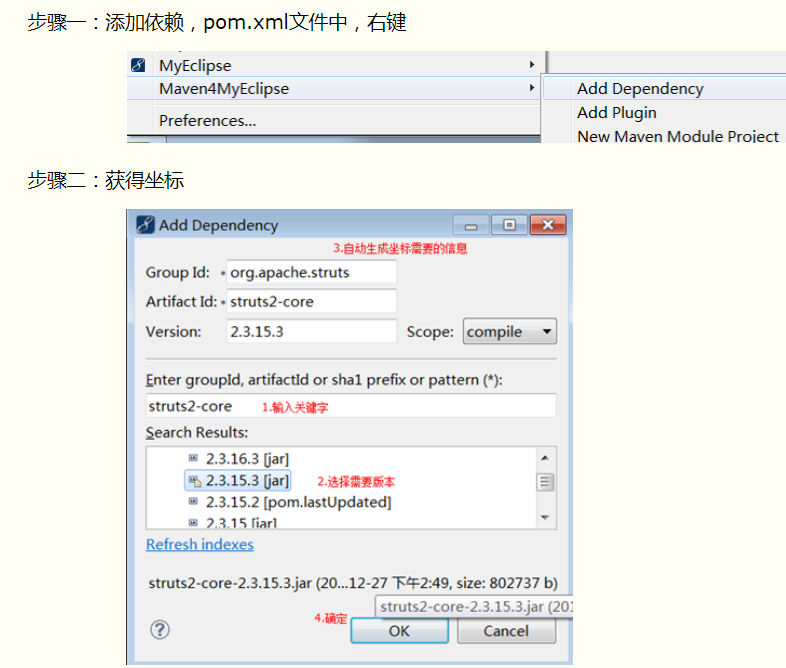 步骤一：添加依赖，pom.xml文件中，右键
MyEclipse
Maven4MyEclipse
Preferences...
Add Dependency
Add Plugin
New Maven Module Project
步骤二：获得坐标
Add Dependency
3.自动生成坐标需要的信息
Group Id: org.apache.struts
Artifact Id: struts2-core
Version: 2.3.15.3 Scope: compile
Enter groupId, artifactId or sha1 prefix or pattern (*):
struts2-core 1.输入关键字
Search Results:
2.3.16.3 [jar]
2.3.15.3 [jar] 2.选择需要版本
2.3.15.2 [pom.lastUpdated]
2.3.15 [jar]
Refresh indexes
struts2-core-2.3.15.3.jar (20...12-27 下午2:49, size: 802737 b)
struts2-core-2.3.15.3.jar (201
4.确定 OK Cancel